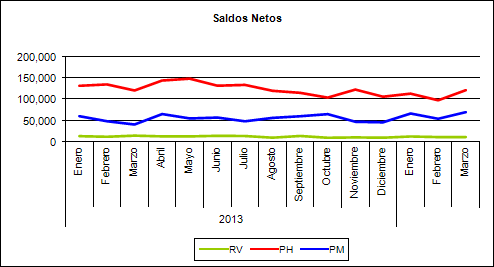 Saldos Netos
200,000
150,000
100,000
50,000
0
Enero
Febrero
Marzo
Abril
Mayo
Junio
Julio
Agosto
Septiembre
Octubre
Noviembre
Diciembre
Enero
Febrero
Marzo
2013
RV PH PM